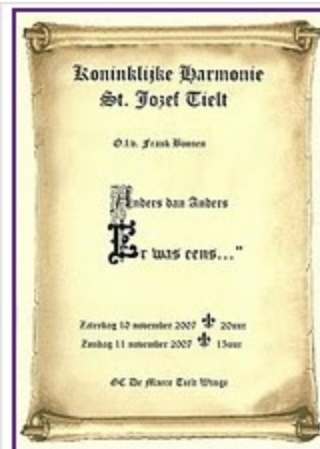 Koninklijke Harmonie
St. Jozef Tielt
O.l.v. Frank Boonen
Anders dan Anders
Er was eens..."
Zaterdag 10 november 2007 20uur
Zondag 11 november 2007 15uur
GC De Maere Tielt Winge